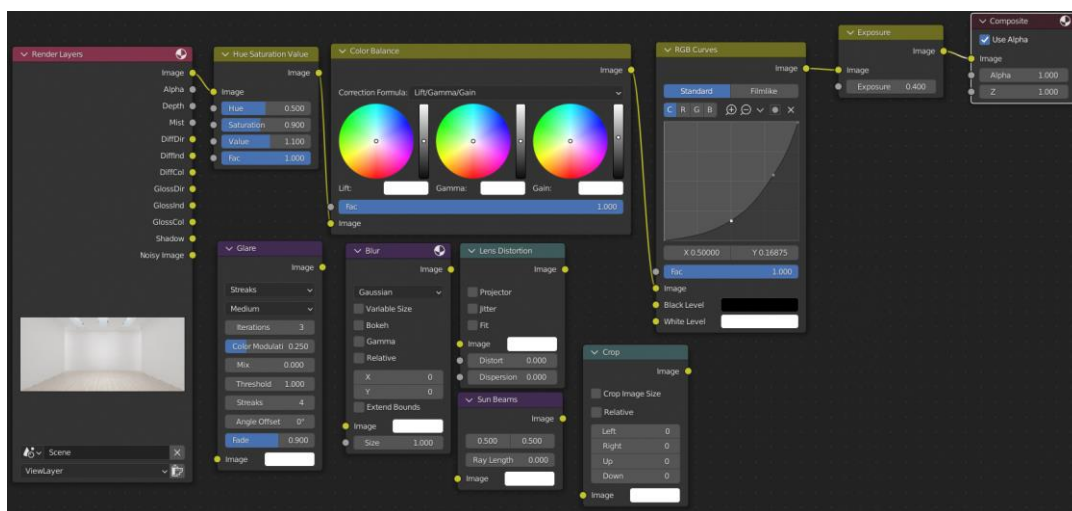 Render Layers
Image
Alpha
Depth
Mist
DiffDir
DiffInd
DiffCol
GlossDir
GlossInd
GlossCol
Shadow
Noisy Image
Scene
ViewLayer
Hue Saturation Value
Image
Image
Hue 0.500
Saturation 0.900
Value 1.100
Fac 1.000
Color Balance
Image
Correction Formula: Lift/Gamma/Gain
Lift: Gamma: Gain:
Fac 1.000
Image
RGB Curves
Image
Standard Filmlike
C R G B
X 0.50000 Y 0.16875
Fac 1.000
Image
Black Level
White Level
Exposure
Image
Image
Exposure 0.400
Composite
Use Alpha
Image
Alpha 1.000
Z 1.000
Glare
Image
Streaks
Medium
Iterations 3
Color Modulati 0.250
Mix 0.000
Threshold 1.000
Streaks 4
Angle Offset 0°
Fade 0.900
Image
Blur
Image
Gaussian
Variable Size
Bokeh
Gamma
Relative
X 0
Y 0
Extend Bounds
Image
Size 1.000
Lens Distortion
Image
Projector
Jitter
Fit
Image
Distort 0.000
Dispersion 0.000
Sun Beams
Image
0.500 0.500
Ray Length 0.000
Image
Crop
Image
Crop Image Size
Relative
Left 0
Right 0
Up 0
Down 0
Image